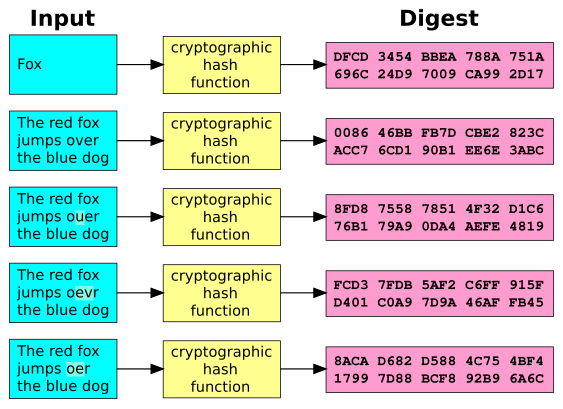 Input
Digest
Fox
cryptographic
hash
function
DFCD 3454 BBEA 788A 751A
696C 24D9 7009 CA99 2D17
The red fox
jumps over
the blue dog
cryptographic
hash
function
0086 46BB FB7D CBE2 823C
ACC7 6CD1 90B1 EE6E 3ABC
The red fox
jumps ouer
the blue dog
cryptographic
hash
function
8FD8 7558 7851 4F32 D1C6
76B1 79A9 0DA4 AEFE 4819
The red fox
jumps oevr
the blue dog
cryptographic
hash
function
FCD3 7FDB 5AF2 C6FF 915F
D401 C0A9 7D9A 46AF FB45
The red fox
jumps oer
the blue dog
cryptographic
hash
function
8ACA D682 D588 4C75 4BF4
1799 7D88 BCF8 92B9 6A6C